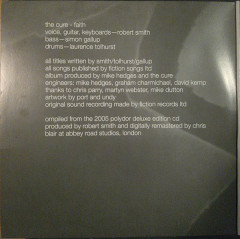 the cure - faith
voice, guitar, keyboards—robert smith
bass—simon gallup
drums—laurence tolhurst
all titles written by smith/tolhurst/gallup
all songs published by fiction songs ltd
album produced by mike hedges and the cure
engineers: mike hedges, graham charmichael, david kemp
thanks to chris parry, martyn webster, mike dutton
artwork by porl and undy
original sound recording made by fiction records ltd
compiled from the 2005 polydor deluxe edition cd
produced by robert smith and digitally remastered by chris
blair at abbey road studios, london